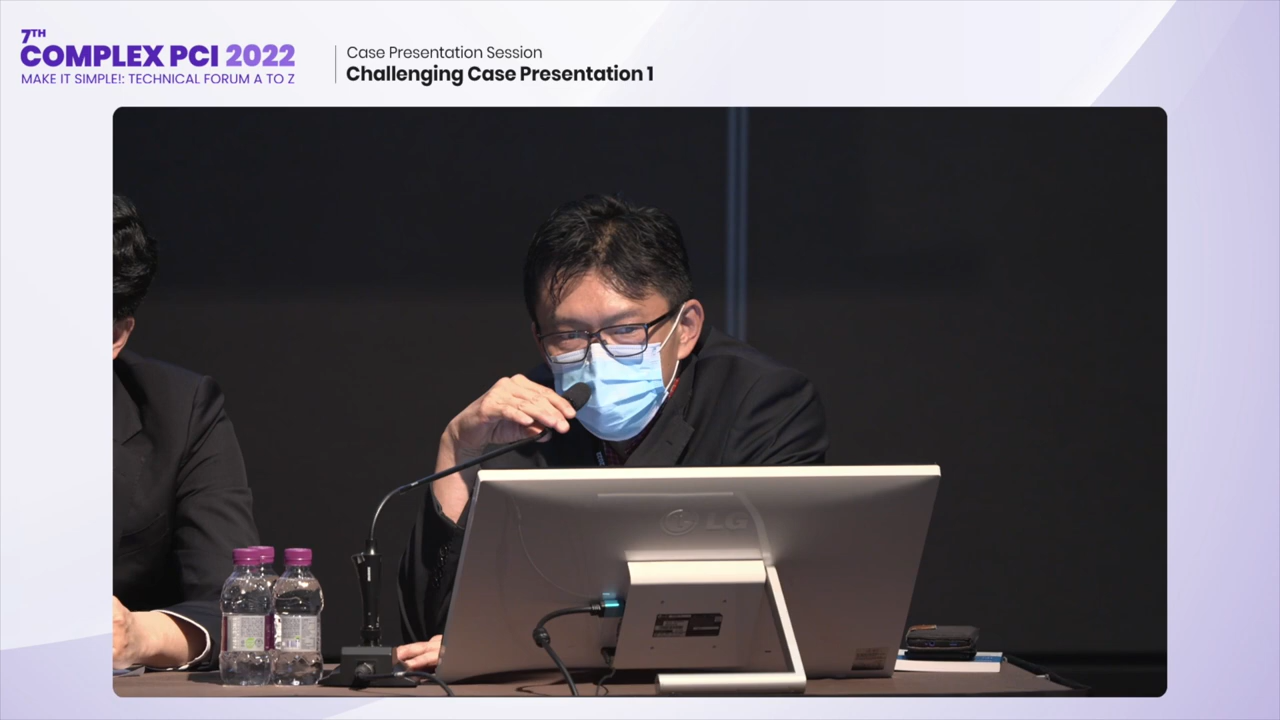 7TH
COMPLEX PCI 2022
MAKE IT SIMPLE!: TECHNICAL FORUM A TO Z
Case Presentation Session
Challenging Case Presentation 1
LG